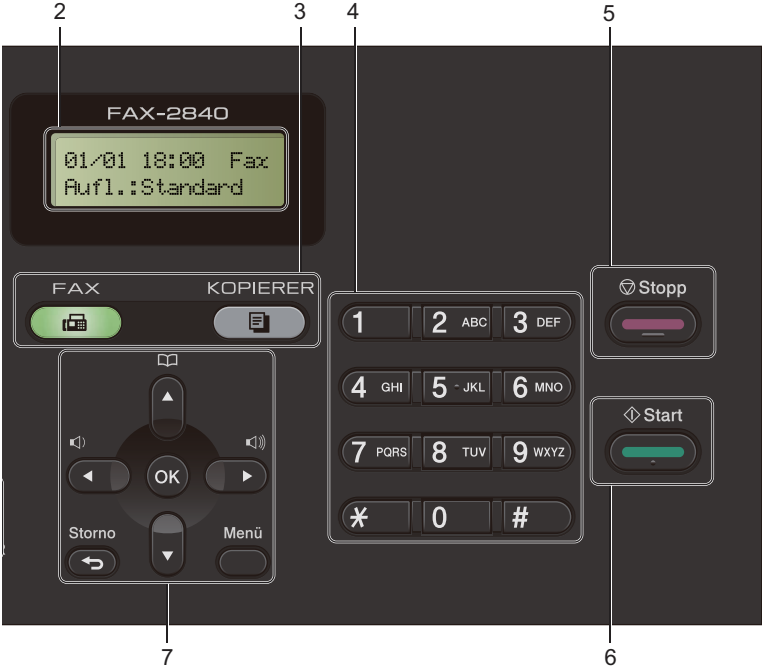 2 3 4 5
FAX-2840
01/01 18:00 Fax
Aufl.:Standard
FAX KOPIERER
Stopp
1 2 ABC 3 DEF
4 GHI 5 JKL 6 MNO
Start
7 PQRS 8 TUV 9 WXYZ
OK
* 0 #
Storno Menü
7 6